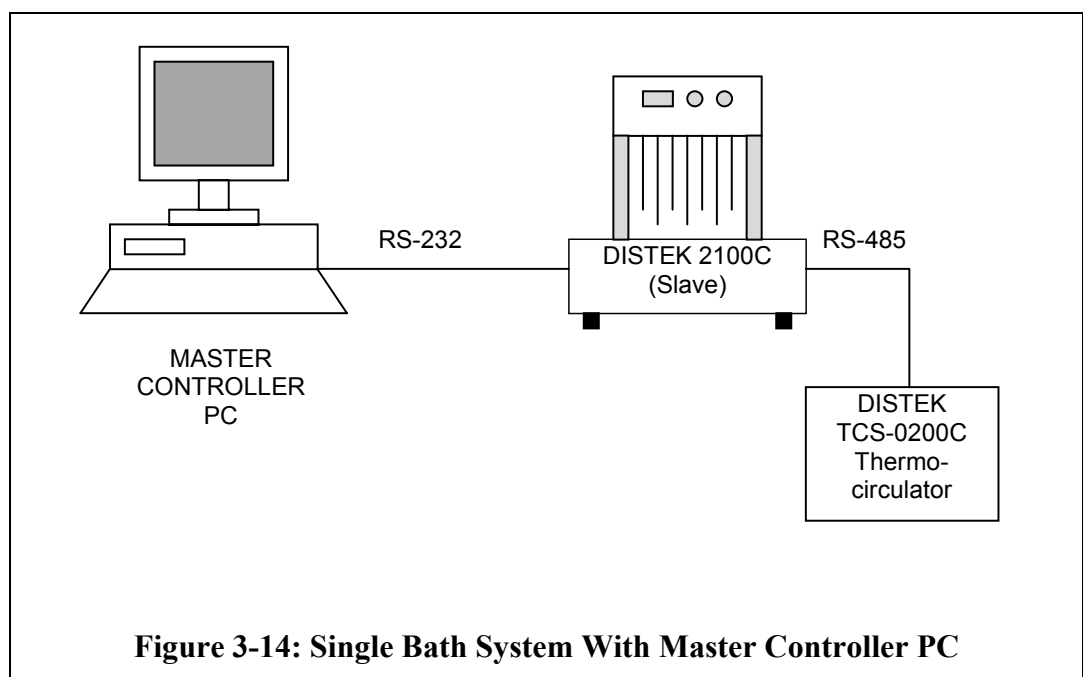 RS-232
DISTEK 2100C
(Slave)
RS-485
MASTER
CONTROLLER
PC
DISTEK
TCS-0200C
Thermo-
circulator
Figure 3-14: Single Bath System With Master Controller PC